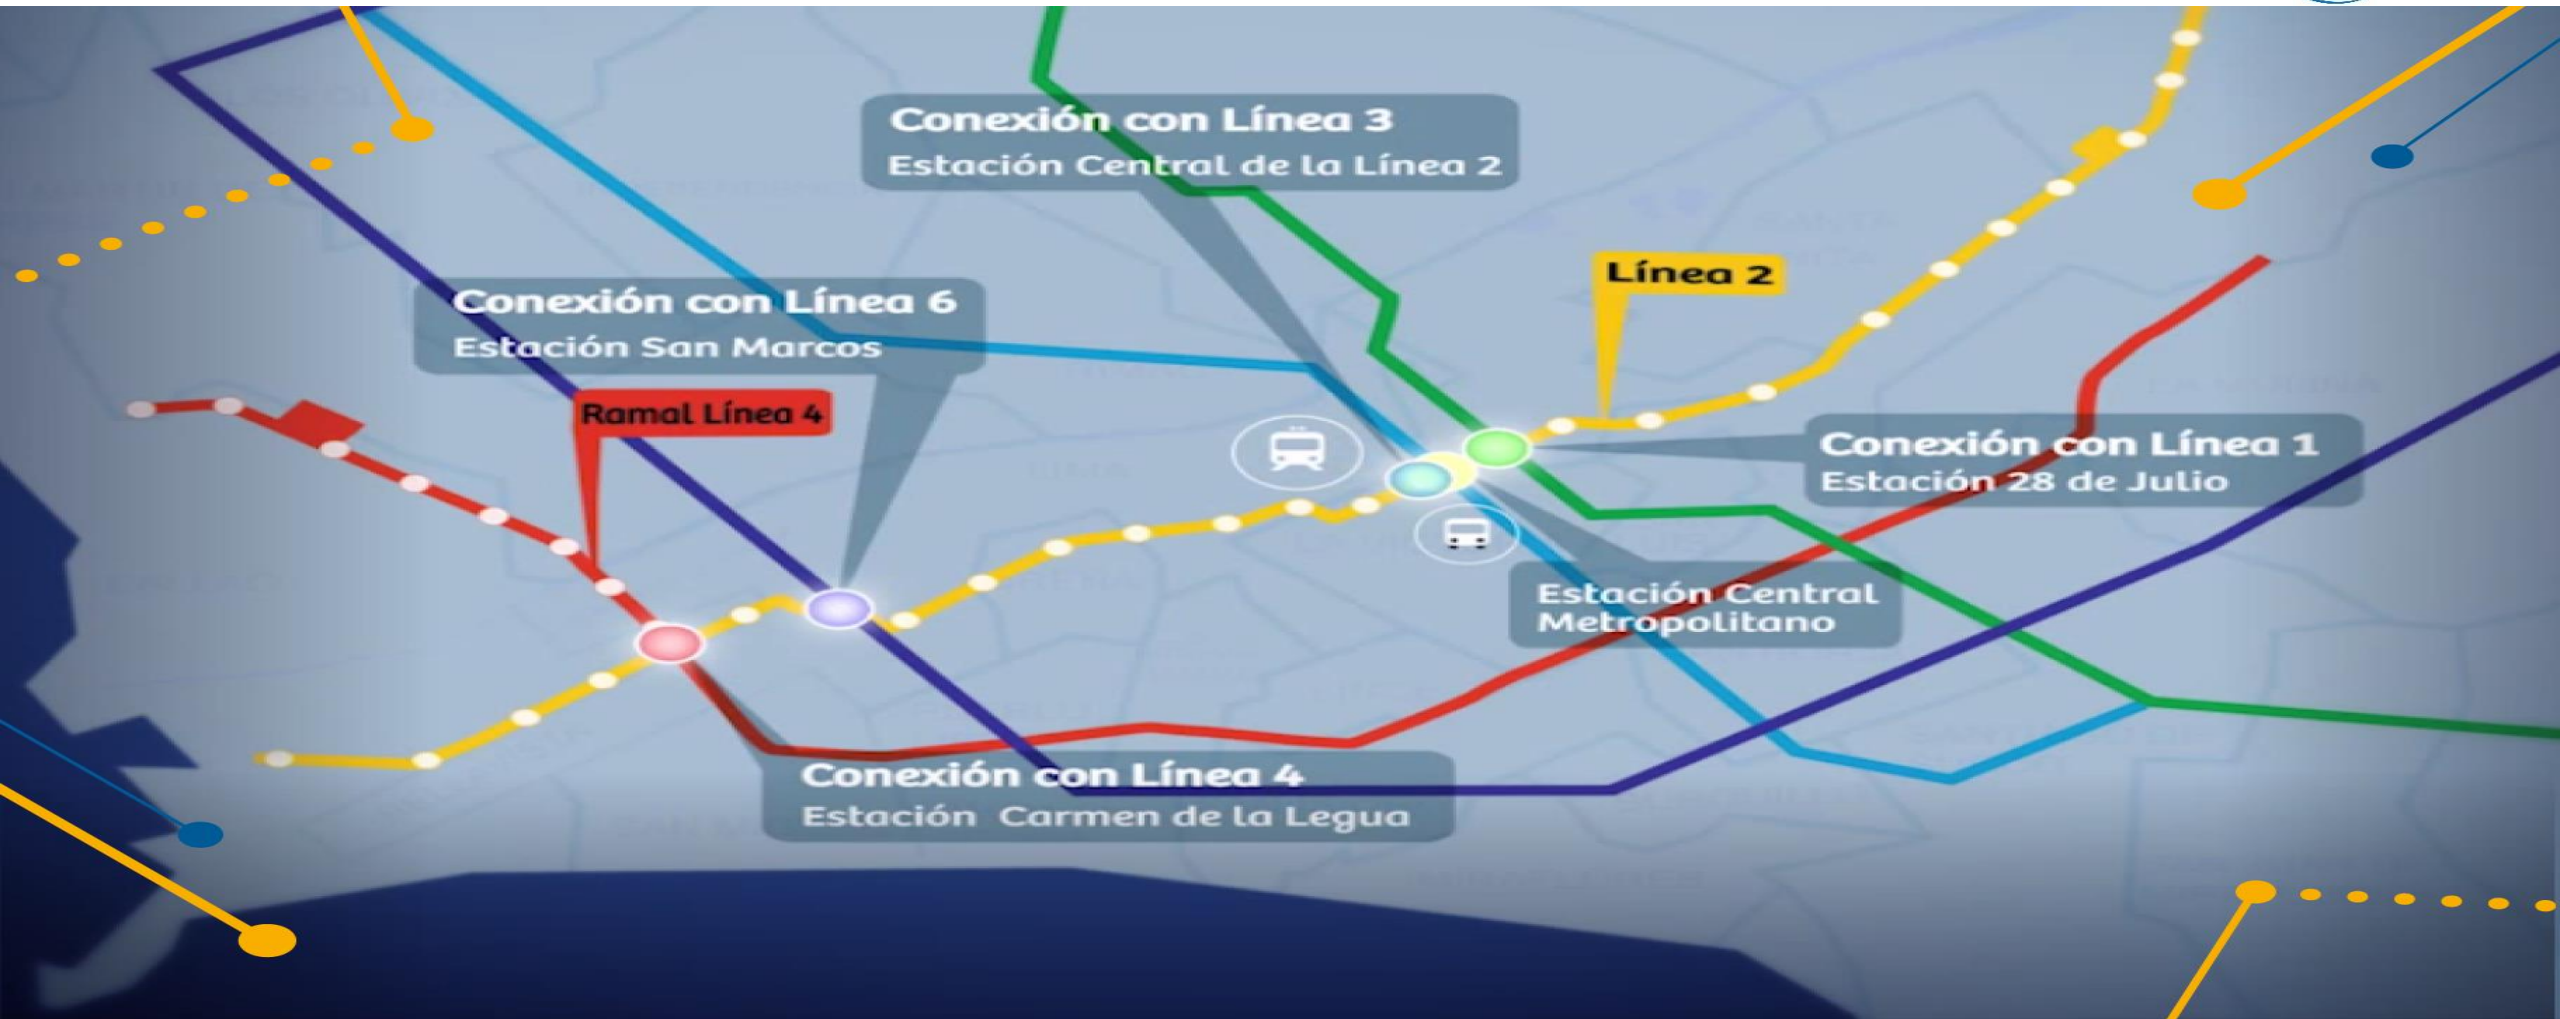 Conexión con Línea 3
Estación Central de la Línea 2
Línea 2
Conexión con Línea 6
Estación San Marcos
Ramal Línea 4
Conexión con Línea 1
Estación 28 de Julio
Estación Central
Metropolitano
Conexión con Línea 4
Estación Carmen de la Legua